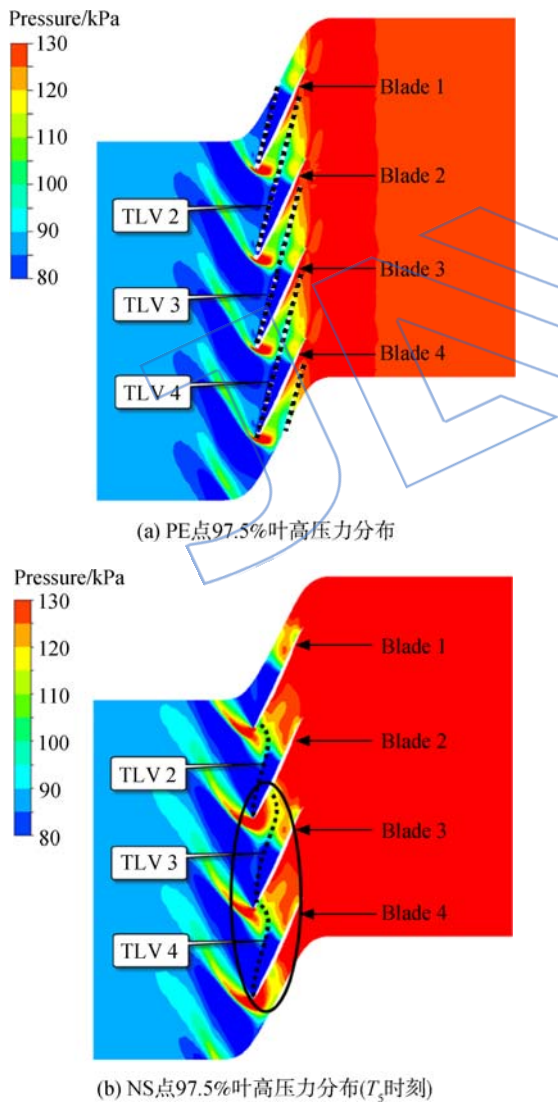 Pressure/kPa
130
120
110
100
90
80
Blade 1
Blade 2
Blade 3
Blade 4
TLV 2
TLV 3
TLV 4
(a) PE点97.5%叶高压力分布
Pressure/kPa
130
120
110
100
90
80
Blade 1
Blade 2
Blade 3
Blade 4
TLV 2
TLV 3
TLV 4
(b) NS点97.5%叶高压力分布(T5时刻)